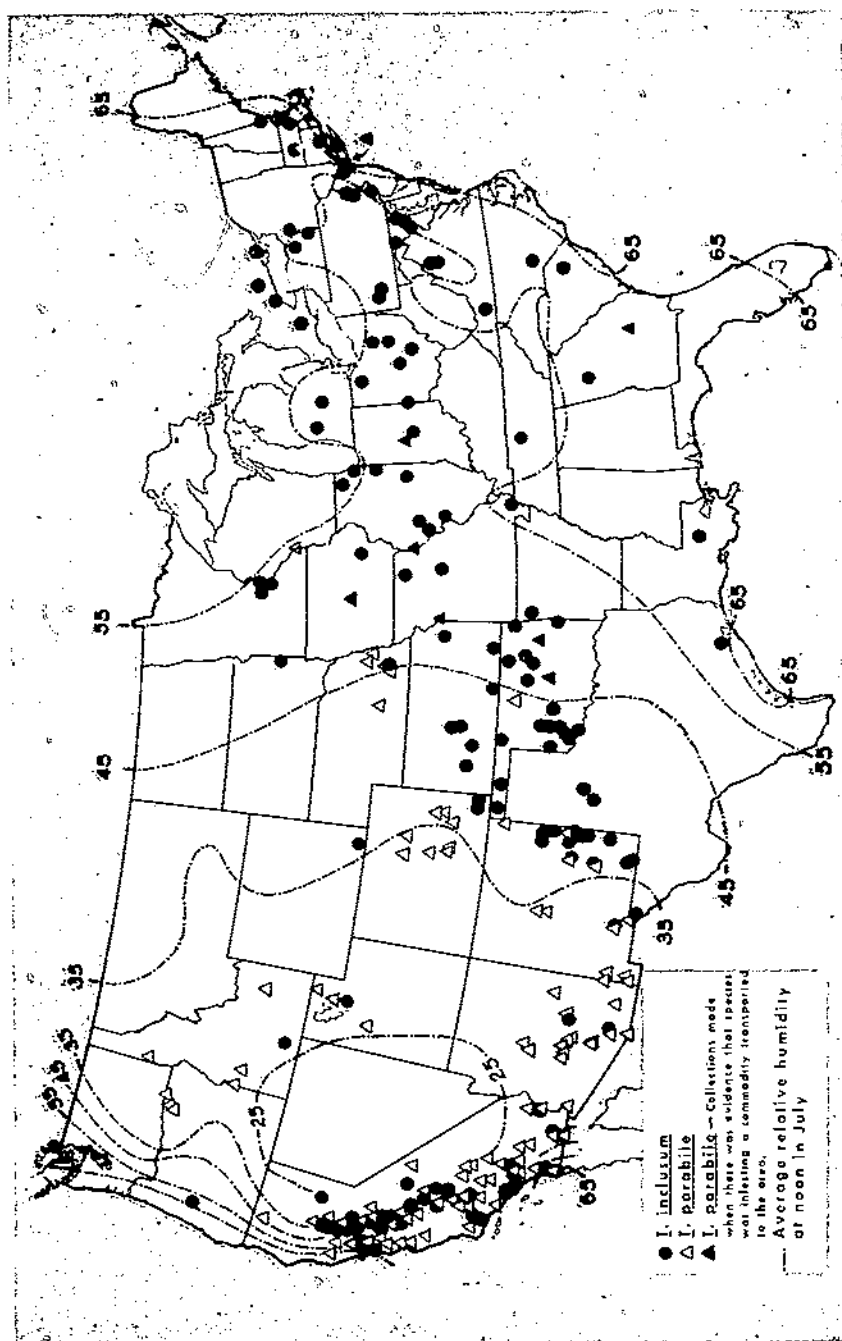 55
45
35
35
45
55
65
25
25
65
65
65
65
65
55
45
35
65
T. inclusum
T. parabile
T. parabile — Collections made
when there was evidence that species
was infesting a commodity transported
to the area.
Average relative humidity
at noon in July